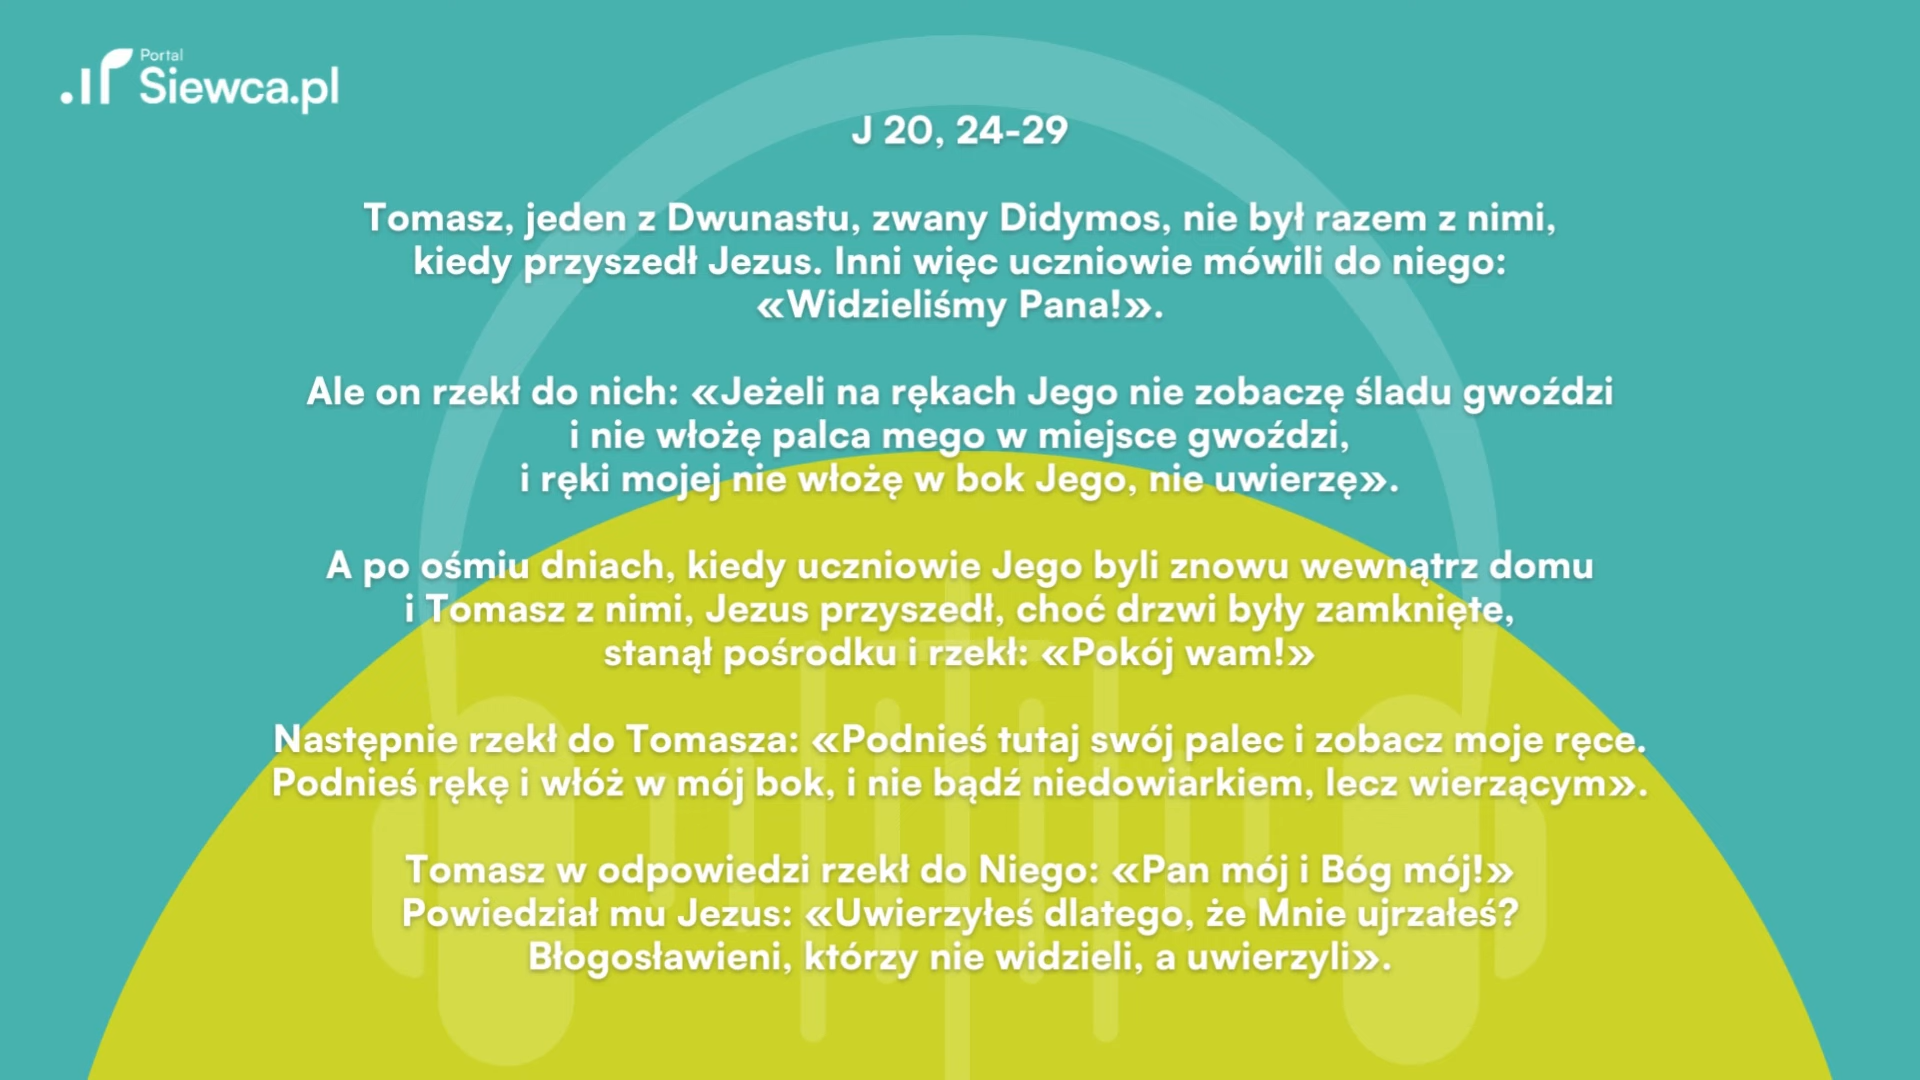 Portal
Siewca.pl
J 20, 24-29
Tomasz, jeden z Dwunastu, zwany Didymos, nie był razem z nimi,
kiedy przyszedł Jezus. Inni więc uczniowie mówili do niego:
«Widzieliśmy Pana!».
Ale on rzekł do nich: «Jeżeli na rękach Jego nie zobaczę śladu gwoździ
i nie włożę palca mego w miejsce gwoździ,
i ręki mojej nie włożę w bok Jego, nie uwierzę».
A po ośmiu dniach, kiedy uczniowie Jego byli znowu wewnątrz domu
i Tomasz z nimi, Jezus przyszedł, choć drzwi były zamknięte,
stanął pośrodku i rzekł: «Pokój wam!»
Następnie rzekł do Tomasza: «Podnieś tutaj swój palec i zobacz moje ręce.
Podnieś rękę i włóż w mój bok, i nie bądź niedowiarkiem, lecz wierzącym».
Tomasz w odpowiedzi rzekł do Niego: «Pan mój i Bóg mój!»
Powiedział mu Jezus: «Uwierzyłeś dlatego, że Mnie ujrzałeś?
Błogosławieni, którzy nie widzieli, a uwierzyli».